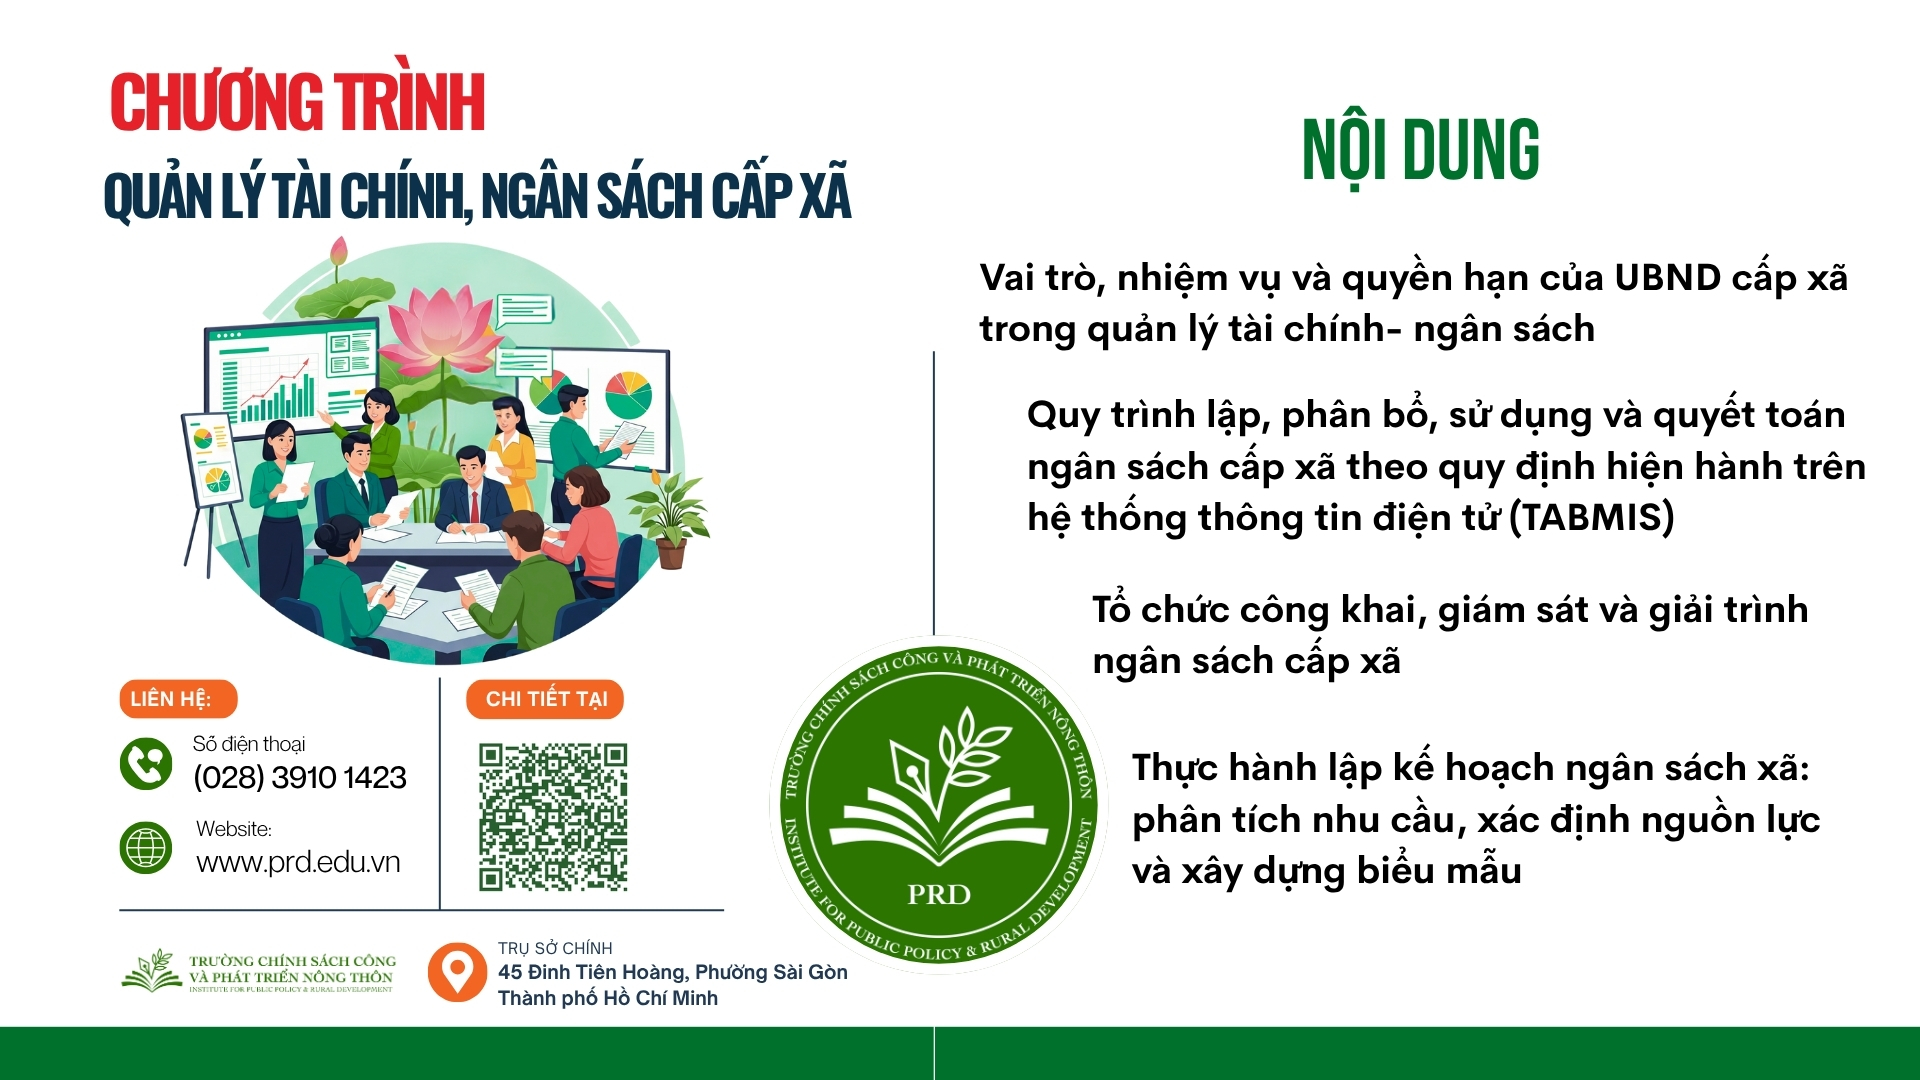 CHƯƠNG TRÌNH
QUẢN LÝ TÀI CHÍNH, NGÂN SÁCH CẤP XÃ
LIÊN HỆ:
Số điện thoại
(028) 3910 1423
Website:
www.prd.edu.vn
CHI TIẾT TẠI
TRƯỜNG CHÍNH SÁCH CÔNG
VÀ PHÁT TRIỂN NÔNG THÔN
INSTITUTE FOR PUBLIC POLICY & RURAL DEVELOPMENT
TRỤ SỞ CHÍNH
45 Đinh Tiên Hoàng, Phường Sài Gòn
Thành phố Hồ Chí Minh
TRƯỜNG CHÍNH SÁCH CÔNG VÀ PHÁT TRIỂN NÔNG THÔN
PRD
INSTITUTE FOR PUBLIC POLICY & RURAL DEVELOPMENT
NỘI DUNG
Vai trò, nhiệm vụ và quyền hạn của UBND cấp xã
trong quản lý tài chính- ngân sách
Quy trình lập, phân bổ, sử dụng và quyết toán
ngân sách cấp xã theo quy định hiện hành trên
hệ thống thông tin điện tử (TABMIS)
Tổ chức công khai, giám sát và giải trình
ngân sách cấp xã
Thực hành lập kế hoạch ngân sách xã:
phân tích nhu cầu, xác định nguồn lực
và xây dựng biểu mẫu